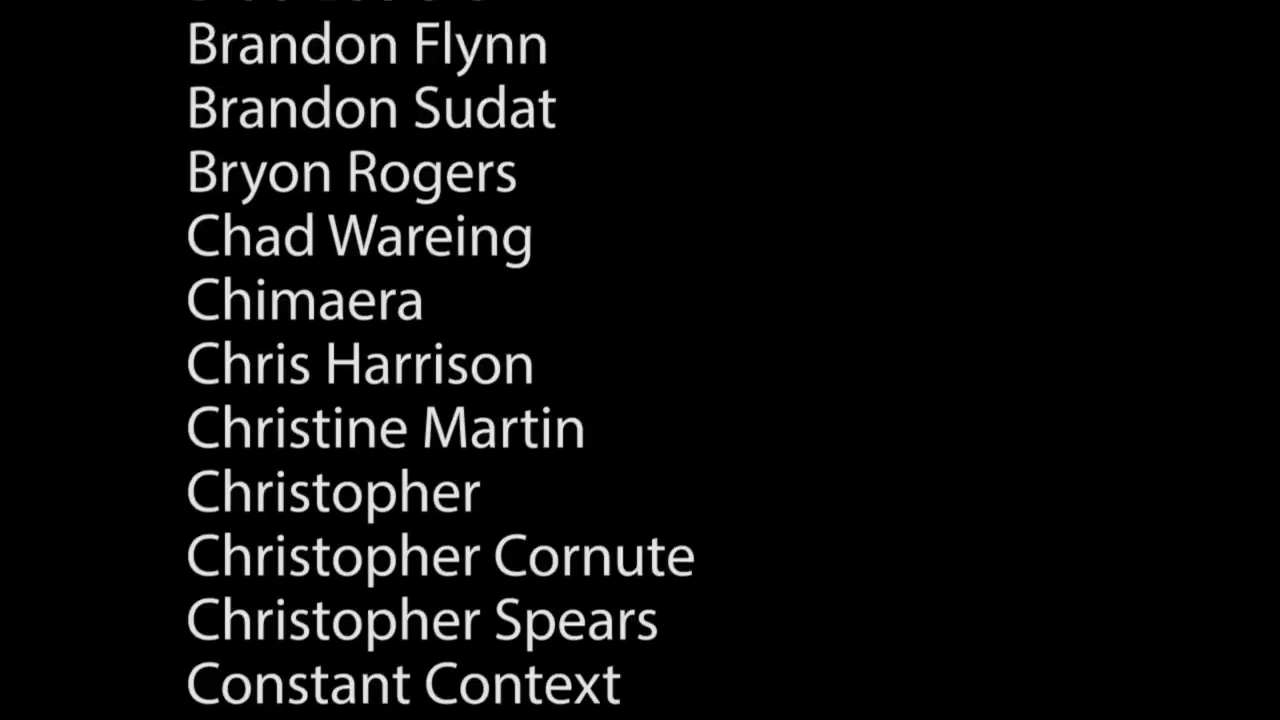 Brandon Flynn
Brandon Sudat
Bryon Rogers
Chad Wareing
Chimaera
Chris Harrison
Christine Martin
Christopher
Christopher Cornute
Christopher Spears
Constant Context